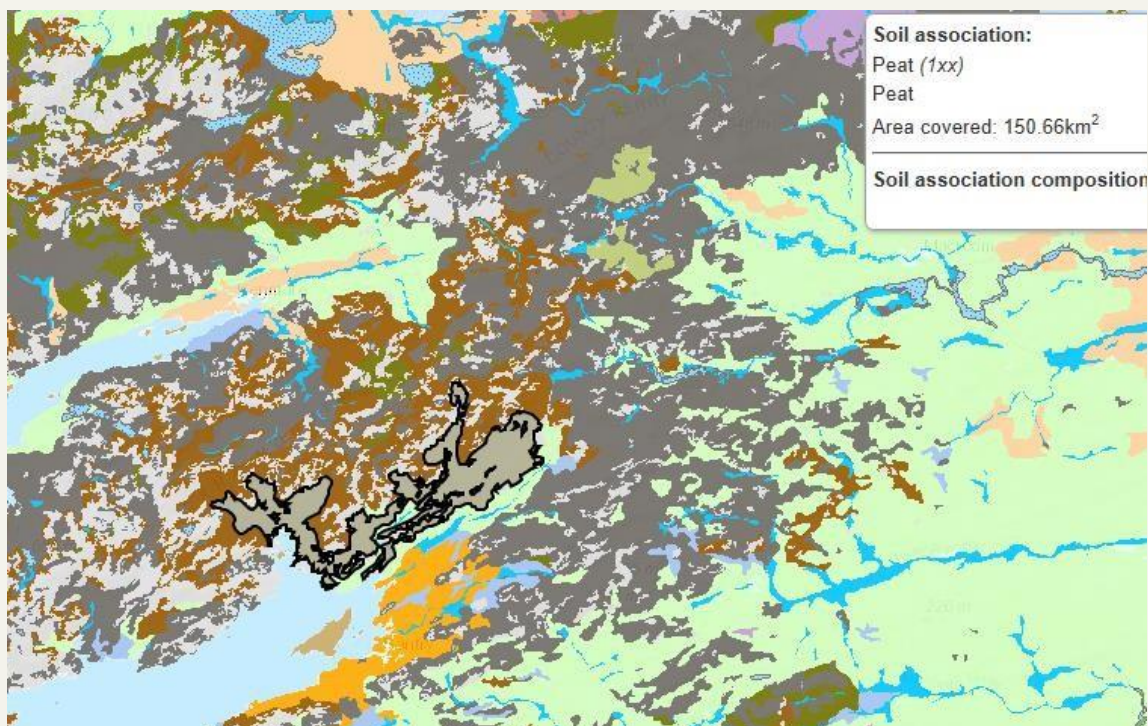 Soil association:
Peat (1xx)
Peat
Area covered: 150.66km²
Soil association composition